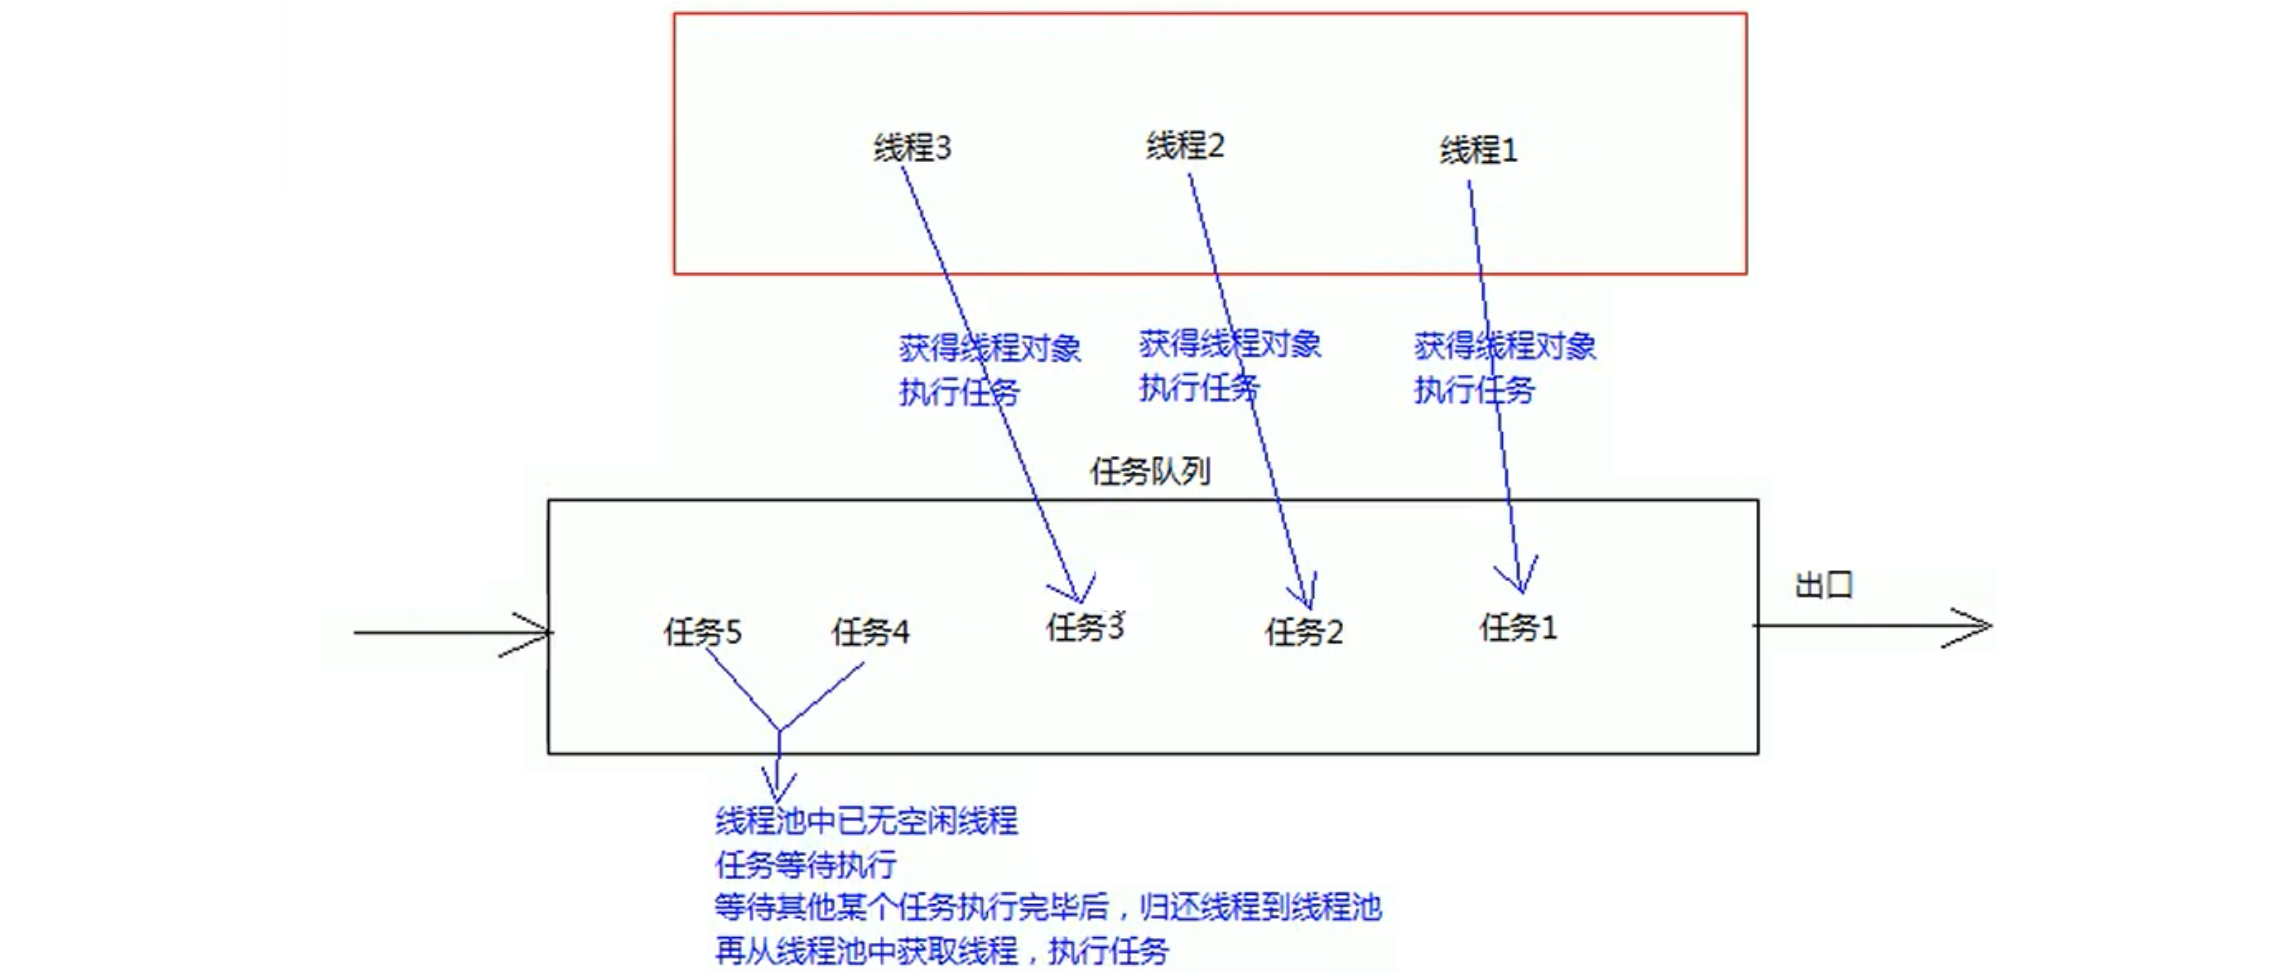 线程3
线程2
线程1
获得线程对象
执行任务
获得线程对象
执行任务
获得线程对象
执行任务
任务队列
出口
任务5
任务4
任务3
任务2
任务1
线程池中已无空闲线程
任务等待执行
等待其他某个任务执行完毕后，归还线程到线程池
再从线程池中获取线程，执行任务